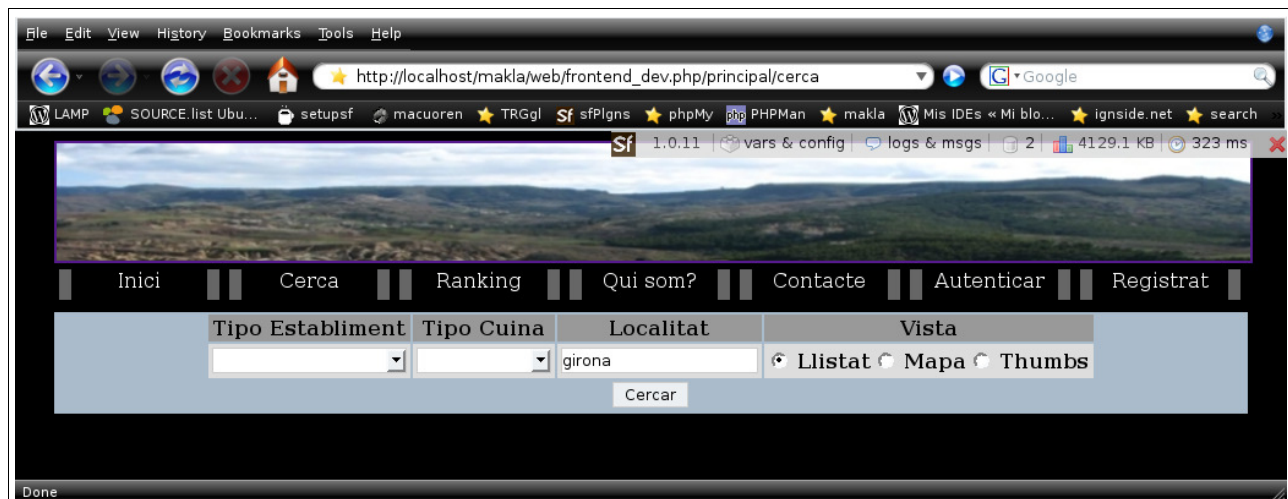 File Edit View History Bookmarks Tools Help
http://localhost/makla/web/frontend_dev.php/principal/cerca G Google
LAMP SOURCE.list Ubu... setupsf macuoren TRGgl Sf sfPlgns phpMy php PHPMan makla Mis IDEs « Mi blo... ignside.net search »
Sf 1.0.11 vars & config logs & msgs 2 4129.1 KB 323 ms
Inici Cerca Ranking Qui som? Contacte Autenticar Registrat
Tipo Establiment Tipo Cuina Localitat Vista
girona Llistat Mapa Thumbs
Cercar
Done